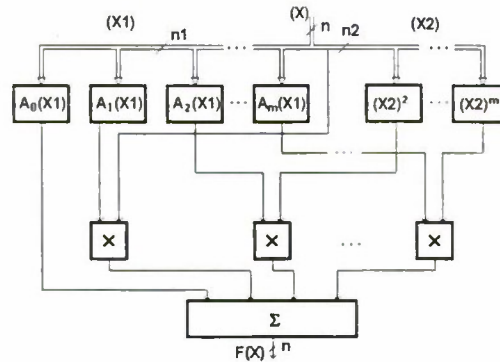 (X1) (X) (X2)
n1 n n2
... ...
A₀(X1) A₁(X1) A₂(X1) ... Aₘ(X1) (X2)² ... (X2)ᵐ
...
× × ... ×
Σ
F(X) n